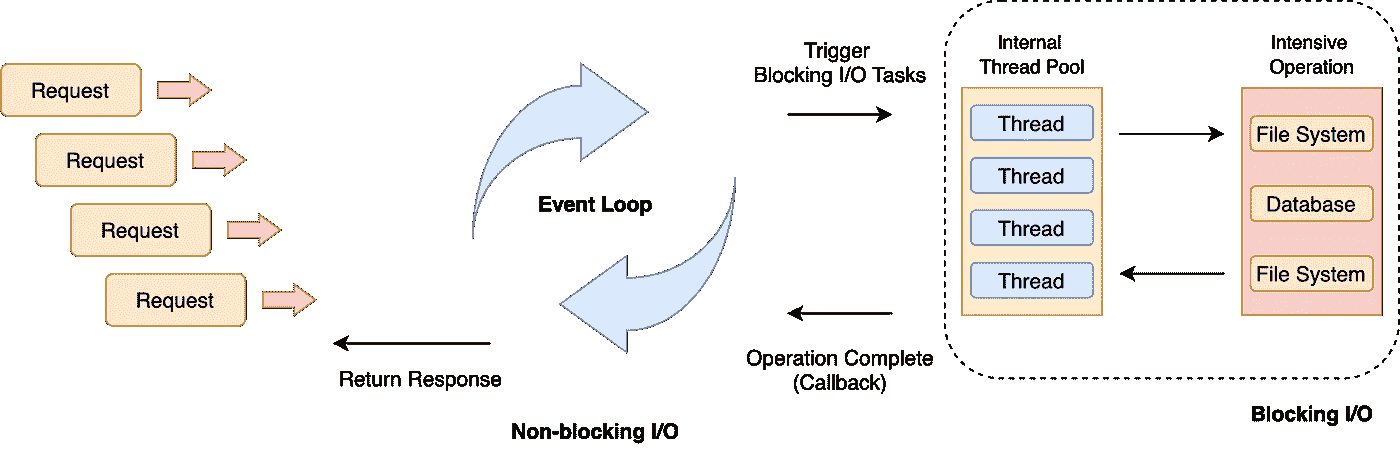 Request
Request
Request
Request
Return Response
Event Loop
Non-blocking I/O
Trigger
Blocking I/O Tasks
Operation Complete
(Callback)
Internal
Thread Pool
Thread
Thread
Thread
Thread
Intensive
Operation
File System
Database
File System
Blocking I/O